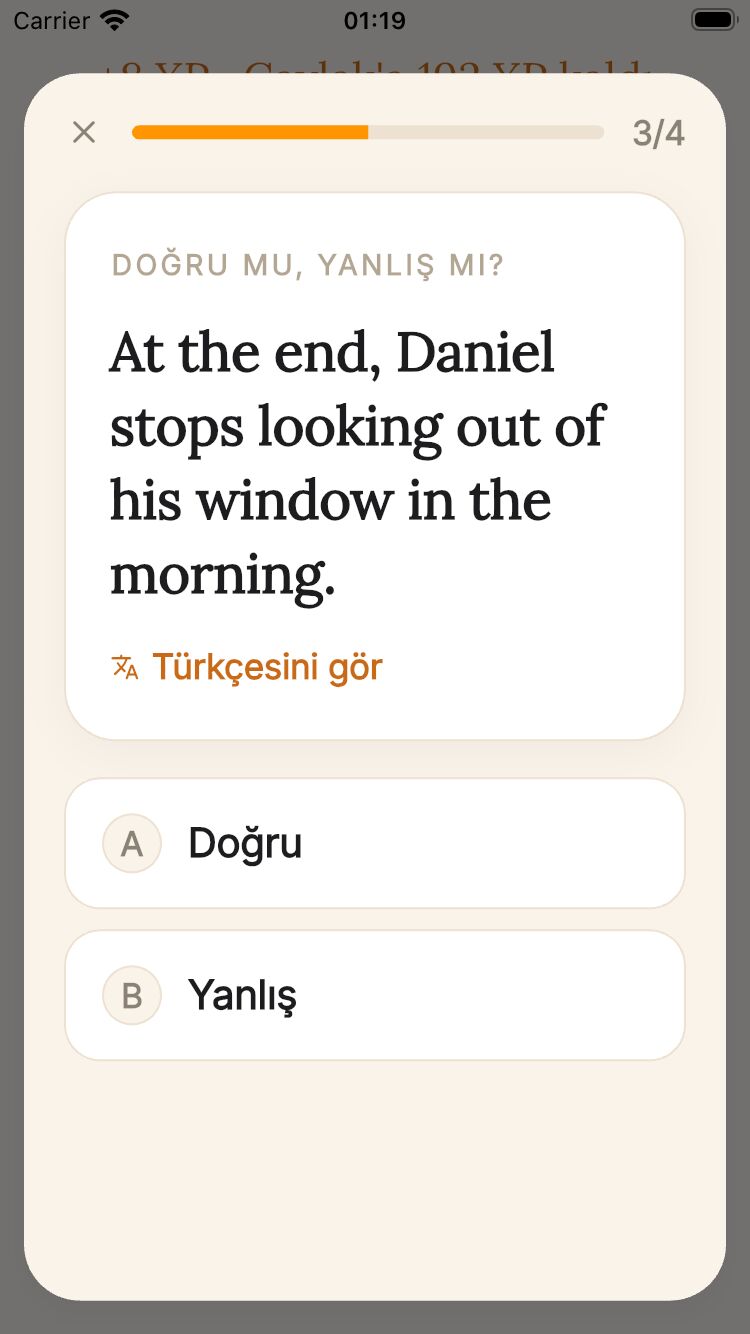 Carrier
01:19
3/4
DOĞRU MU, YANLIŞ MI?
At the end, Daniel
stops looking out of
his window in the
morning.
Türkçesini gör
A Doğru
B Yanlış